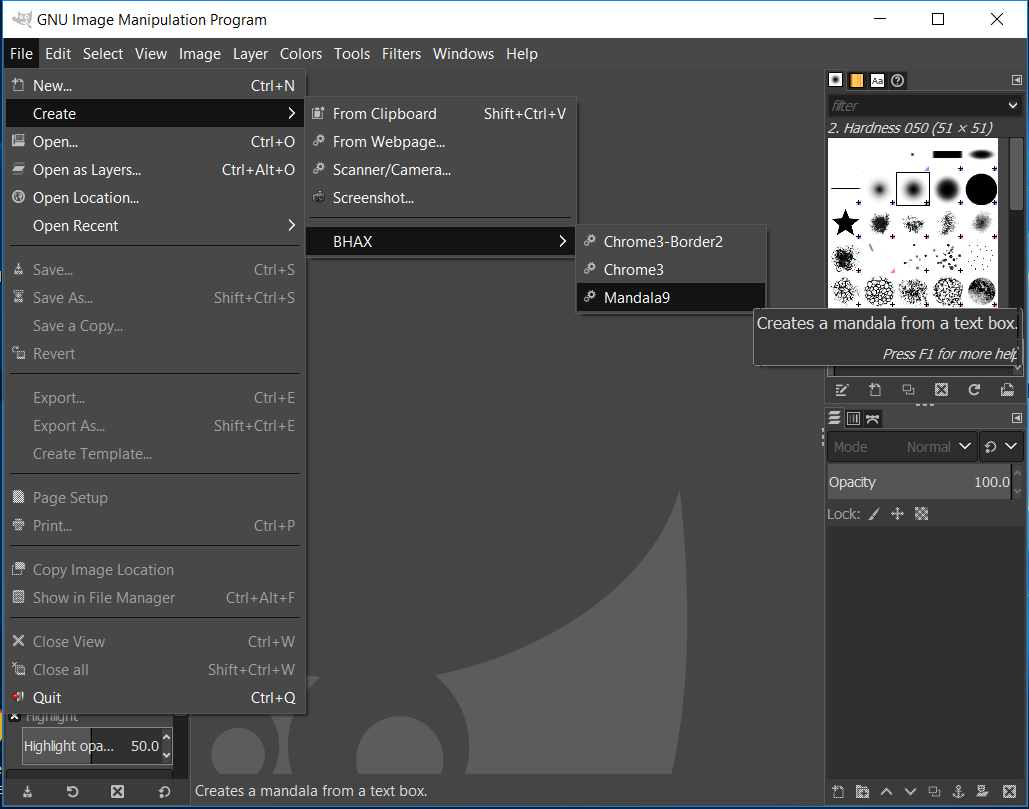 GNU Image Manipulation Program
File Edit Select View Image Layer Colors Tools Filters Windows Help
New... Ctrl+N
Create
Open... Ctrl+O
Open as Layers... Ctrl+Alt+O
Open Location...
Open Recent
Save... Ctrl+S
Save As... Shift+Ctrl+S
Save a Copy...
Revert
Export... Ctrl+E
Export As... Shift+Ctrl+E
Create Template...
Page Setup
Print... Ctrl+P
Copy Image Location
Show in File Manager Ctrl+Alt+F
Close View Ctrl+W
Close all Shift+Ctrl+W
Quit Ctrl+Q
From Clipboard Shift+Ctrl+V
From Webpage...
Scanner/Camera...
Screenshot...
BHAX
Chrome3-Border2
Chrome3
Mandala9
Creates a mandala from a text box.
Press F1 for more help
Aa
filter
2. Hardness 050 (51 × 51)
Mode Normal
Opacity 100.0
Lock:
Highlight
Highlight opa... 50.0
Creates a mandala from a text box.